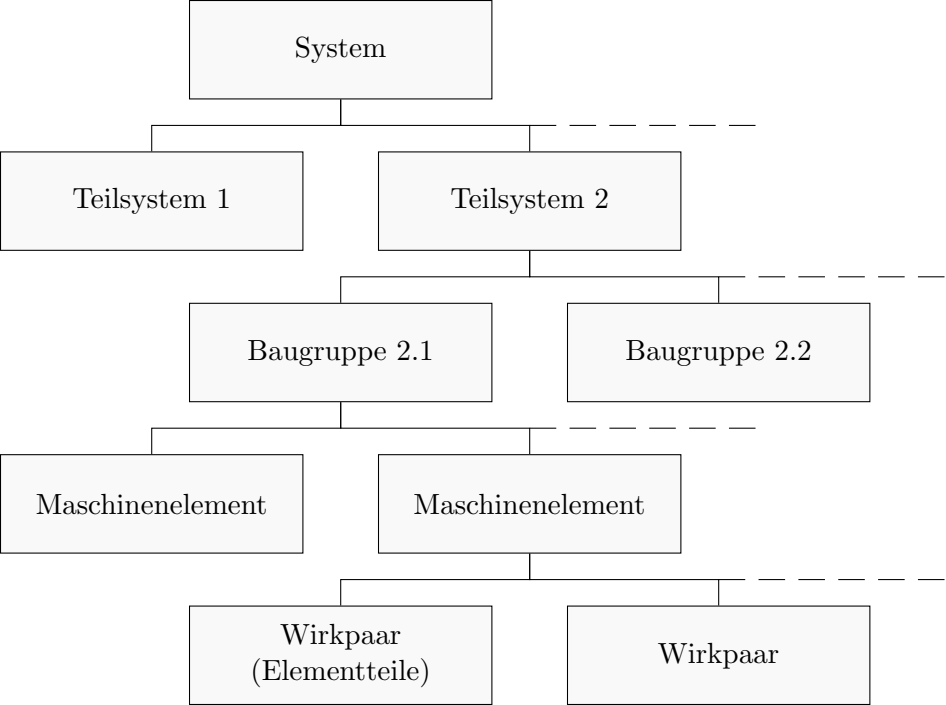 System
Teilsystem 1
Teilsystem 2
Baugruppe 2.1
Baugruppe 2.2
Maschinenelement
Maschinenelement
Wirkpaar
(Elementteile)
Wirkpaar